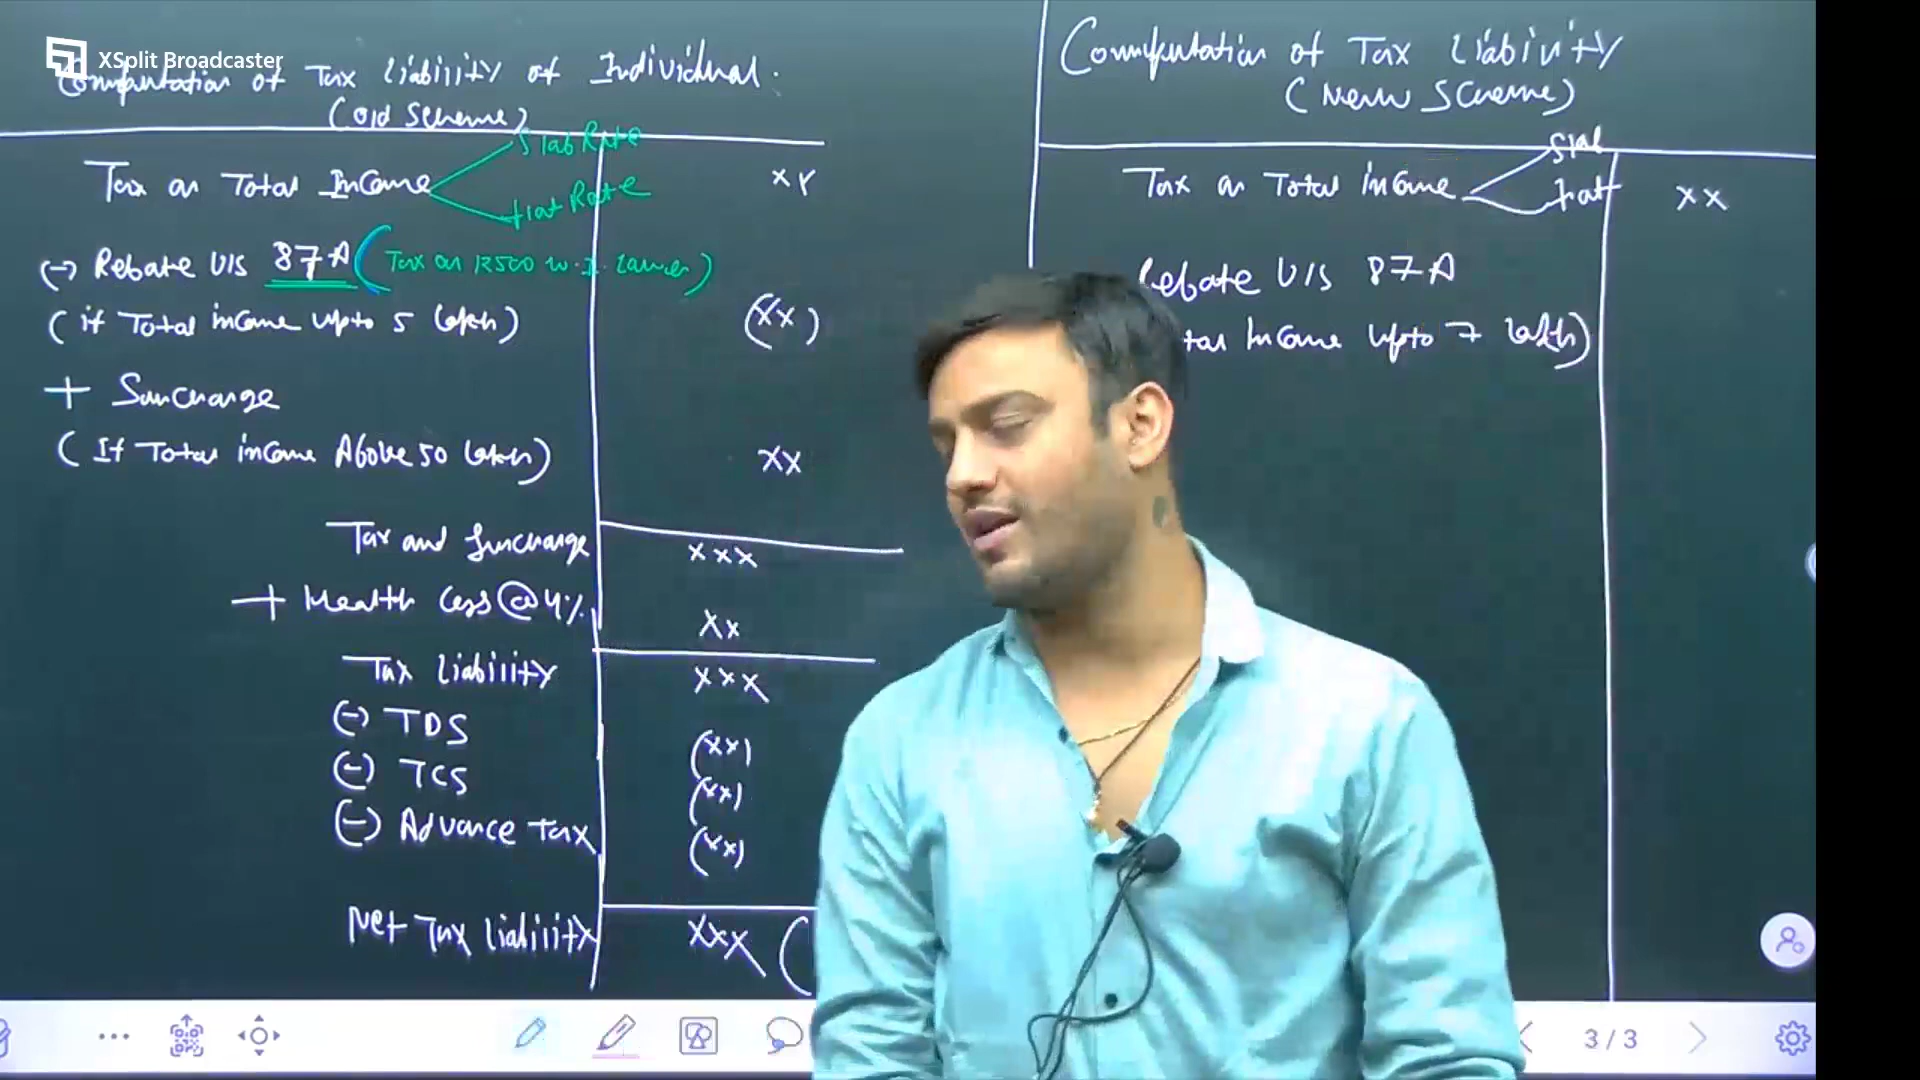 XSplit Broadcaster
Computation of Tax Liability of Individual.
(Old Scheme)
Tax on Total Income
Slab Rate
flat Rate
xx
(-) Rebate U/S 87A (Tax or 12500 w.I. Lower)
(if Total income upto 5 Lakh)
(xx)
+ Surcharge
(If Total income Above 50 Lakh)
xx
Tax and Surcharge
xxx
+ Health Cess @ 4%
xx
Tax Liability
xxx
(-) TDS
(xx)
(-) TCS
(xx)
(-) Advance Tax
(xx)
Net Tax Liability
xxx (
Computation of Tax Liability
(New Scheme)
Tax on Total income
Slab
flat
xx
Rebate U/S 87A
tal Income upto 7 Lakh)
3/3